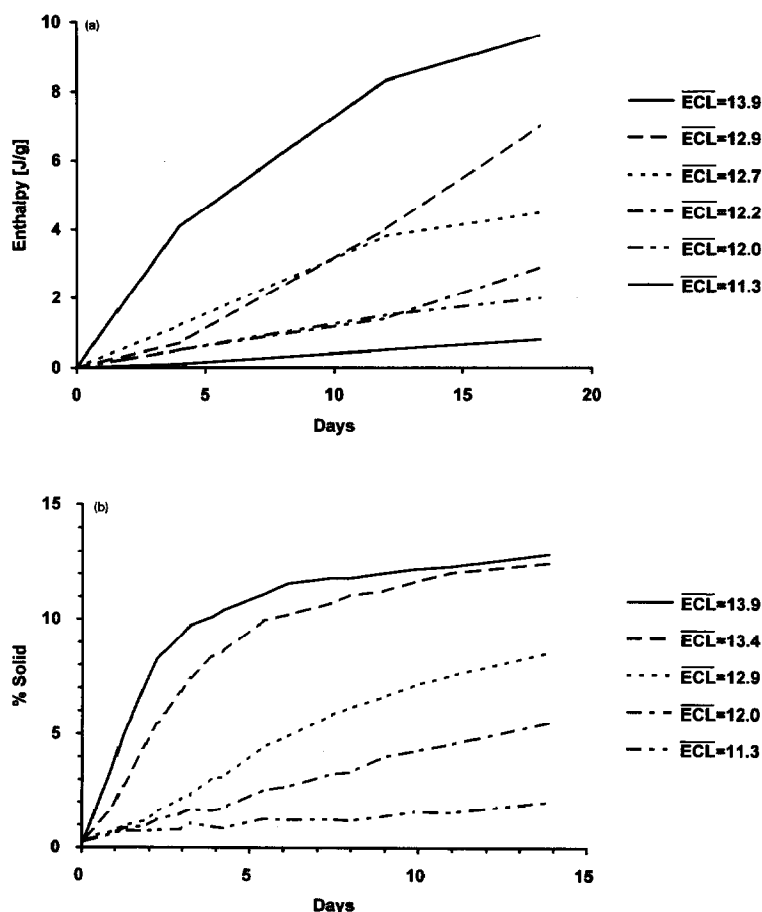 (a)
10
8
6
4
2
0
Enthalpy [J/g]
0 5 10 15 20
Days
ECL=13.9
ECL=12.9
ECL=12.7
ECL=12.2
ECL=12.0
ECL=11.3
(b)
15
10
5
0
% Solid
0 5 10 15
Days
ECL=13.9
ECL=13.4
ECL=12.9
ECL=12.0
ECL=11.3